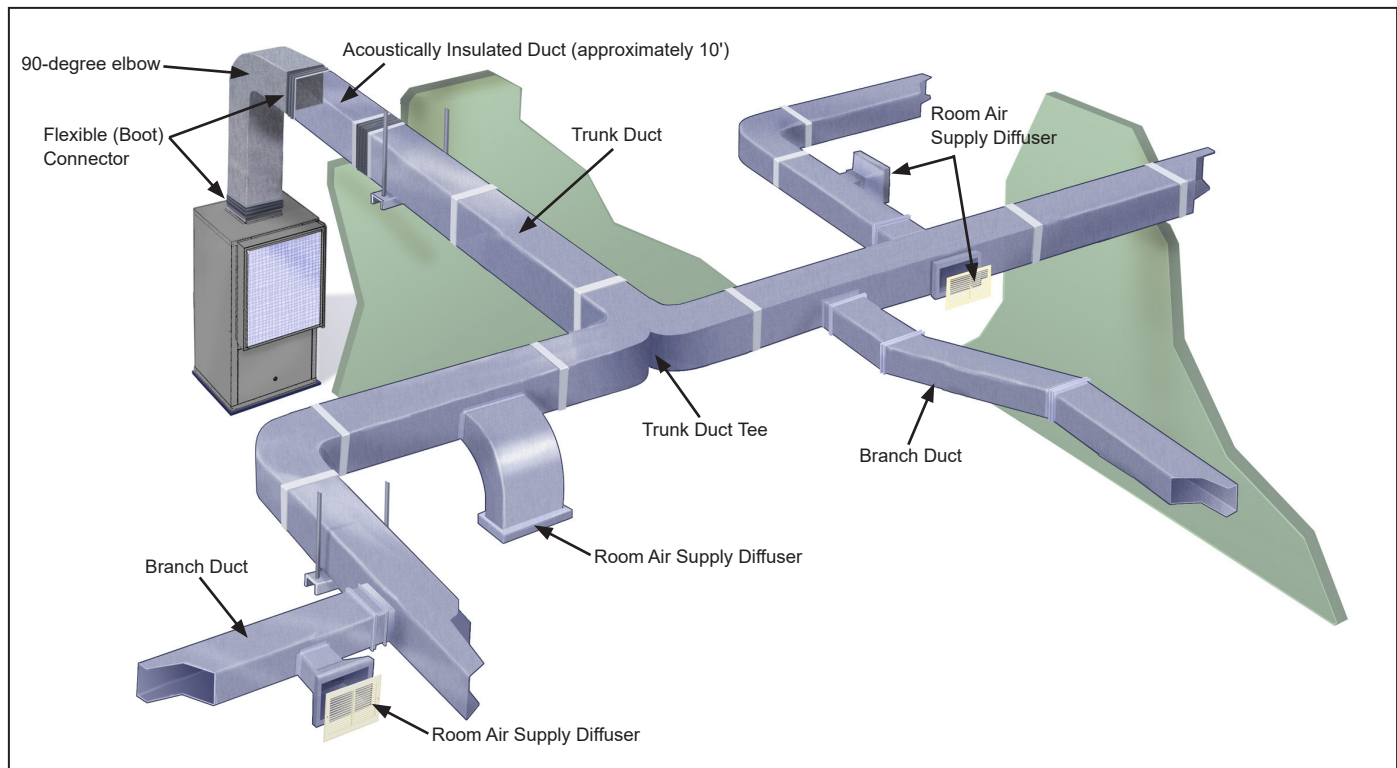 Acoustically Insulated Duct (approximately 10')
90-degree elbow
Flexible (Boot)
Connector
Trunk Duct
Room Air
Supply Diffuser
Trunk Duct Tee
Branch Duct
Room Air Supply Diffuser
Branch Duct
Room Air Supply Diffuser